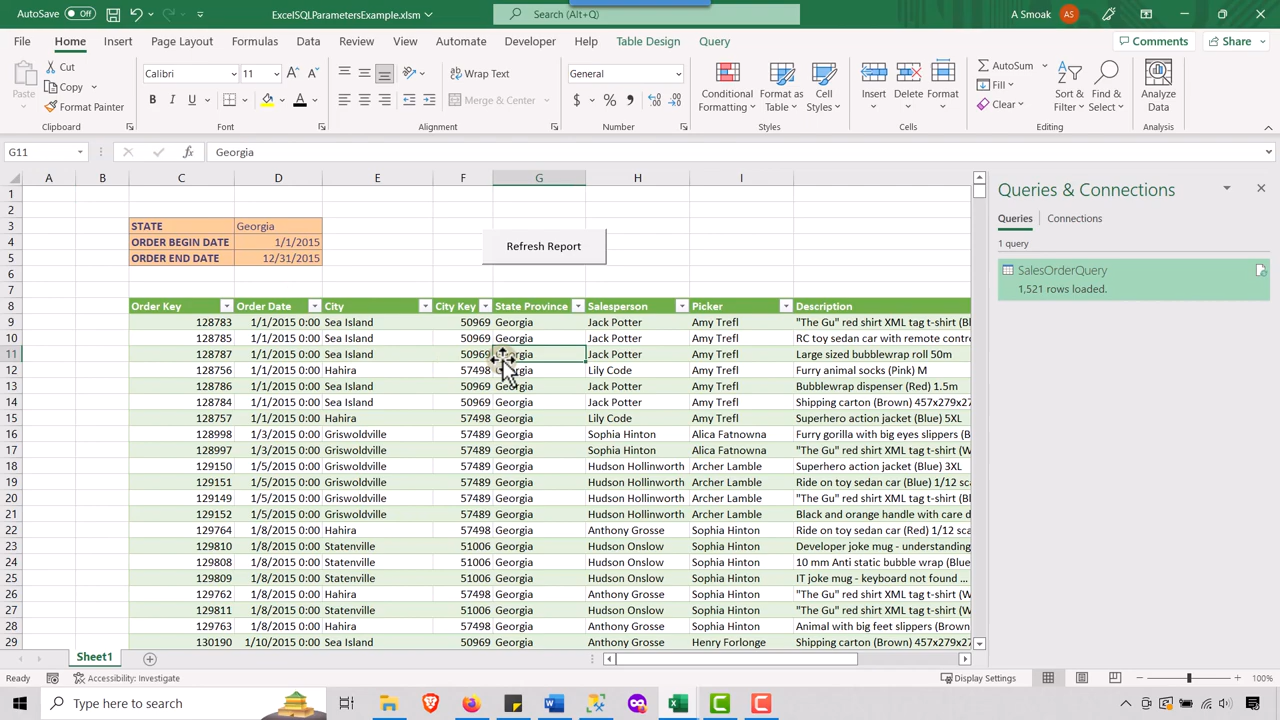 AutoSave Off ExcelSQLParametersExample.xlsm Search (Alt+Q) A Smoak AS
File Home Insert Page Layout Formulas Data Review View Automate Developer Help Table Design Query Comments Share
Paste Cut Copy Format Painter Clipboard
Calibri 11 B I U A Font
Wrap Text Merge & Center Alignment
General $ % Number
Conditional Formatting Format as Table Cell Styles Styles
Insert Delete Format Cells
AutoSum Fill Clear Sort & Filter Find & Select Editing
Analyze Data Analysis
G11 fx Georgia
A B C D E F G H I
1
2
3 STATE Georgia
4 ORDER BEGIN DATE 1/1/2015
5 ORDER END DATE 12/31/2015
Refresh Report
6
7
8 Order Key Order Date City City Key State Province Salesperson Picker Description
9 128783 1/1/2015 0:00 Sea Island 50969 Georgia Jack Potter Amy Trefl "The Gu" red shirt XML tag t-shirt (Bl
10 128785 1/1/2015 0:00 Sea Island 50969 Georgia Jack Potter Amy Trefl RC toy sedan car with remote contro
11 128787 1/1/2015 0:00 Sea Island 50969 Georgia Jack Potter Amy Trefl Large sized bubblewrap roll 50m
12 128756 1/1/2015 0:00 Hahira 57498 Georgia Lily Code Amy Trefl Furry animal socks (Pink) M
13 128786 1/1/2015 0:00 Sea Island 50969 Georgia Jack Potter Amy Trefl Bubblewrap dispenser (Red) 1.5m
14 128784 1/1/2015 0:00 Sea Island 50969 Georgia Jack Potter Amy Trefl Shipping carton (Brown) 457x279x27
15 128757 1/1/2015 0:00 Hahira 57498 Georgia Lily Code Amy Trefl Superhero action jacket (Blue) 5XL
16 128998 1/3/2015 0:00 Griswoldville 57489 Georgia Sophia Hinton Alica Fatnowna Furry gorilla with big eyes slippers (B
17 128997 1/3/2015 0:00 Griswoldville 57489 Georgia Sophia Hinton Alica Fatnowna "The Gu" red shirt XML tag t-shirt (Bl
18 129150 1/5/2015 0:00 Griswoldville 57489 Georgia Hudson Hollinworth Archer Lamble Superhero action jacket (Blue) 3XL
19 129151 1/5/2015 0:00 Griswoldville 57489 Georgia Hudson Hollinworth Archer Lamble Ride on toy sedan car (Blue) 1/12 sca
20 129149 1/5/2015 0:00 Griswoldville 57489 Georgia Hudson Hollinworth Archer Lamble "The Gu" red shirt XML tag t-shirt (Bl
21 129152 1/5/2015 0:00 Griswoldville 57489 Georgia Hudson Hollinworth Archer Lamble Black and orange handle with care d
22 129764 1/8/2015 0:00 Hahira 57498 Georgia Anthony Grosse Sophia Hinton Ride on toy sedan car (Red) 1/12 sca
23 129810 1/8/2015 0:00 Statenville 51006 Georgia Hudson Onslow Sophia Hinton Developer joke mug - understanding
24 129808 1/8/2015 0:00 Statenville 51006 Georgia Hudson Onslow Sophia Hinton 10 mm Anti static bubble wrap (Blue)
25 129809 1/8/2015 0:00 Statenville 51006 Georgia Hudson Onslow Sophia Hinton IT joke mug - keyboard not found ...
26 129762 1/8/2015 0:00 Hahira 57498 Georgia Anthony Grosse Sophia Hinton "The Gu" red shirt XML tag t-shirt (W
27 129811 1/8/2015 0:00 Statenville 51006 Georgia Hudson Onslow Sophia Hinton "The Gu" red shirt XML tag t-shirt (W
28 129763 1/8/2015 0:00 Hahira 57498 Georgia Anthony Grosse Sophia Hinton Animal with big feet slippers (Brown)
29 130190 1/10/2015 0:00 Sea Island 50969 Georgia Anthony Grosse Henry Forlonge Shipping carton (Brown) 457x279x27
Queries & Connections
Queries Connections
1 query
SalesOrderQuery
1,521 rows loaded.
Sheet1
Ready Accessibility: Investigate Display Settings 100%
Type here to search